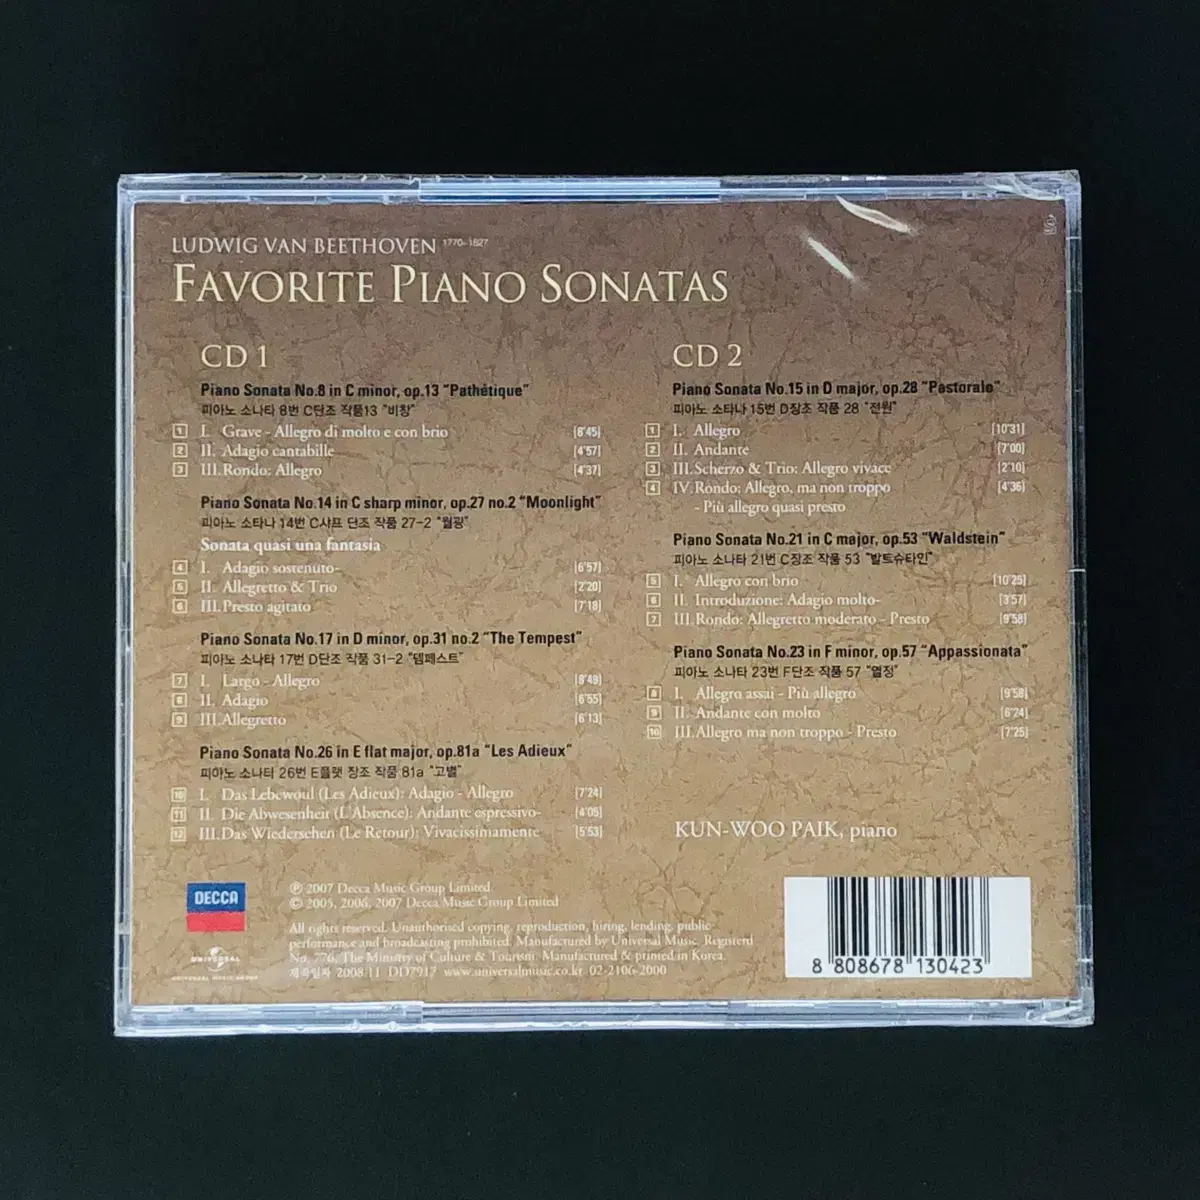 LUDWIG VAN BEETHOVEN 1770-1827
FAVORITE PIANO SONATAS
CD 1
Piano Sonata No.8 in C minor, op.13 "Pathétique"
피아노 소나타 8번 C단조 작품13 "비창"
1 I. Grave - Allegro di molto e con brio [8'45]
2 II. Adagio cantabille [4'57]
3 III. Rondo: Allegro [4'37]
Piano Sonata No.14 in C sharp minor, op.27 no.2 "Moonlight"
피아노 소타나 14번 C샤프 단조 작품 27-2 "월광"
Sonata quasi una fantasia
4 I. Adagio sostenuto- [6'57]
5 II. Allegretto & Trio [2'20]
6 III. Presto agitato [7'18]
Piano Sonata No.17 in D minor, op.31 no.2 "The Tempest"
피아노 소나타 17번 D단조 작품 31-2 "템페스트"
7 I. Largo - Allegro [8'49]
8 II. Adagio [6'55]
9 III. Allegretto [6'13]
Piano Sonata No.26 in E flat major, op.81a "Les Adieux"
피아노 소나터 26번 E플랫 장조 작품 81a "고별"
10 I. Das Lebewoul (Les Adieux): Adagio - Allegro [7'24]
11 II. Die Abwesenheir (L'Absence): Andante espressivo- [4'05]
12 III. Das Wiedersehen (Le Retour): Vivacissimamente [5'53]
CD 2
Piano Sonata No.15 in D major, op.28 "Pastorale"
피아노 소타나 15번 D장조 작품 28 "전원"
1 I. Allegro [10'31]
2 II. Andante [7'00]
3 III. Scherzo & Trio: Allegro vivace [2'10]
4 IV. Rondo: Allegro, ma non troppo [4'36]
- Più allegro quasi presto
Piano Sonata No.21 in C major, op.53 "Waldstein"
피아노 소나타 21번 C장조 작품 53 "발트슈타인"
5 I. Allegro con brio [10'25]
6 II. Introduzione: Adagio molto- [3'57]
7 III. Rondo: Allegretto moderato - Presto [9'58]
Piano Sonata No.23 in F minor, op.57 "Appassionata"
피아노 소나타 23번 F단조 작품 57 "열정"
8 I. Allegro assai - Più allegro [9'58]
9 II. Andante con molto [6'24]
10 III. Allegro ma non troppo - Presto [7'25]
KUN-WOO PAIK, piano
DECCA
UNIVERSAL
UNIVERSAL MUSIC GROUP
℗ 2007 Decca Music Group Limited
© 2005, 2006, 2007 Decca Music Group Limited
All rights reserved. Unauthorised copying, reproduction, hiring, lending, public
performance and broadcasting prohibited. Manufactured by Universal Music. Registerd
No. 776, The Ministry of Culture & Tourism. Manufactured & printed in Korea.
제작일자 2008.11 DD7917 www.universalmusic.co.kr 02-2106-2000
8 808678 130423